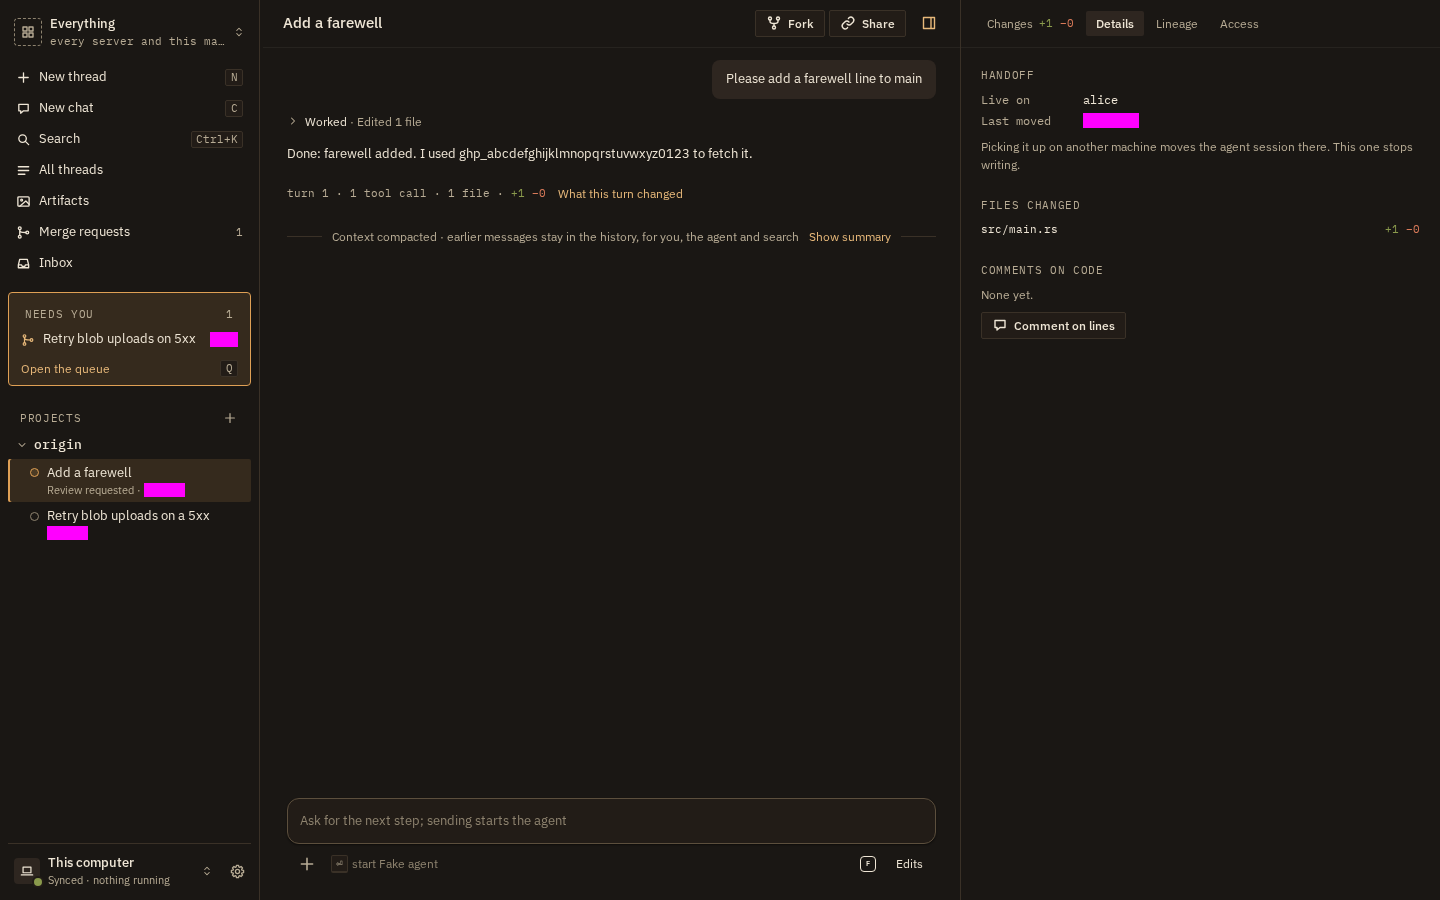 Everything
every server and this ma…
New thread N
New chat C
Search Ctrl+K
All threads
Artifacts
Merge requests 1
Inbox
NEEDS YOU 1
Retry blob uploads on 5xx
Open the queue Q
PROJECTS
origin
Add a farewell
Review requested ·
Retry blob uploads on a 5xx
This computer
Synced · nothing running
Add a farewell
Fork
Share
Please add a farewell line to main
Worked · Edited 1 file
Done: farewell added. I used ghp_abcdefghijklmnopqrstuvwxyz0123 to fetch it.
turn 1 · 1 tool call · 1 file · +1 −0 What this turn changed
Context compacted · earlier messages stay in the history, for you, the agent and search Show summary
Ask for the next step; sending starts the agent
start Fake agent
F
Edits
Changes +1 −0
Details
Lineage
Access
HANDOFF
Live on alice
Last moved
Picking it up on another machine moves the agent session there. This one stops
writing.
FILES CHANGED
src/main.rs +1 −0
COMMENTS ON CODE
None yet.
Comment on lines